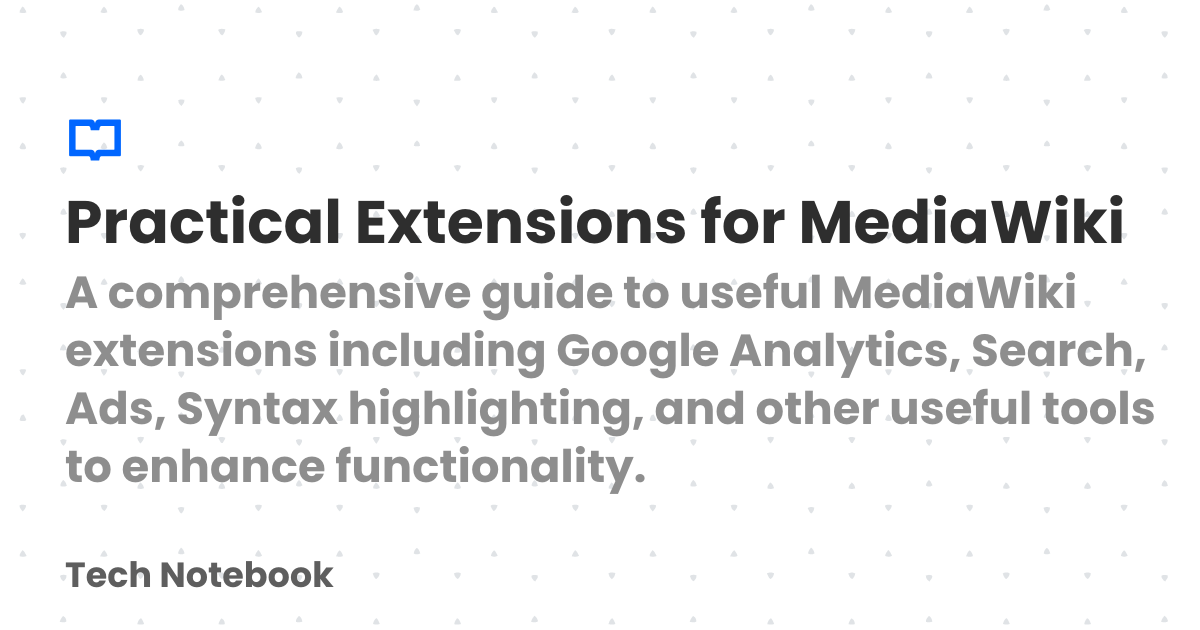 Practical Extensions for MediaWiki
A comprehensive guide to useful MediaWiki
extensions including Google Analytics, Search,
Ads, Syntax highlighting, and other useful tools
to enhance functionality.
Tech Notebook